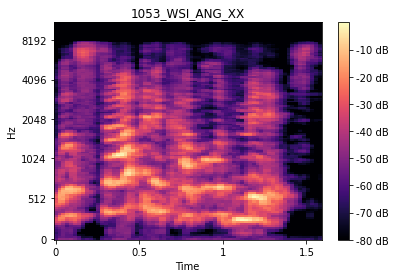 1053_WSI_ANG_XX
Hz
8192
4096
2048
1024
512
0
0
0.5
1
1.5
Time
-10 dB
-20 dB
-30 dB
-40 dB
-50 dB
-60 dB
-70 dB
-80 dB